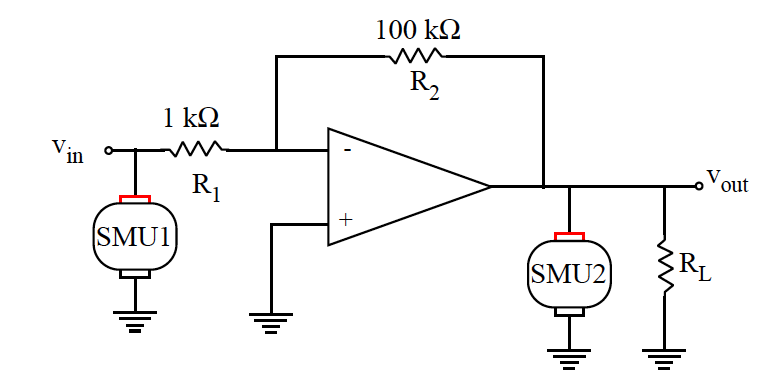 100 kΩ
R2
1 kΩ
vin
R1
-
+
vout
SMU1
SMU2
RL